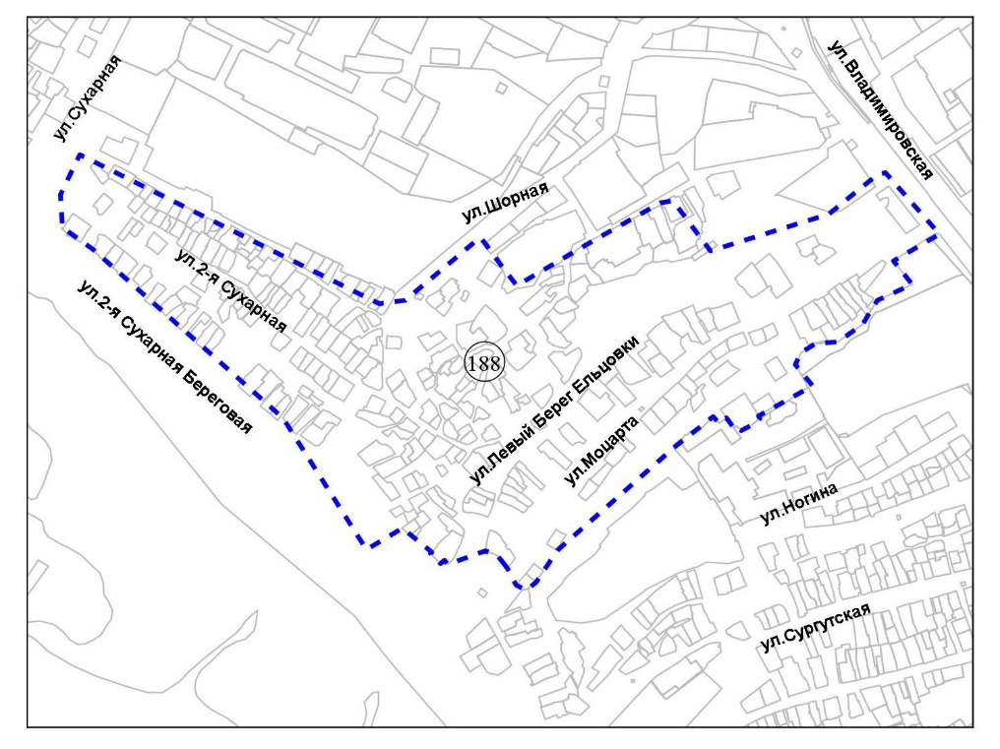 ул.Сухарная
ул.Владимировская
ул.Шорная
ул.2-я Сухарная
ул.2-я Сухарная Береговая
188
ул.Левый Берег Ельцовки
ул.Моцарта
ул.Ногина
ул.Сургутская